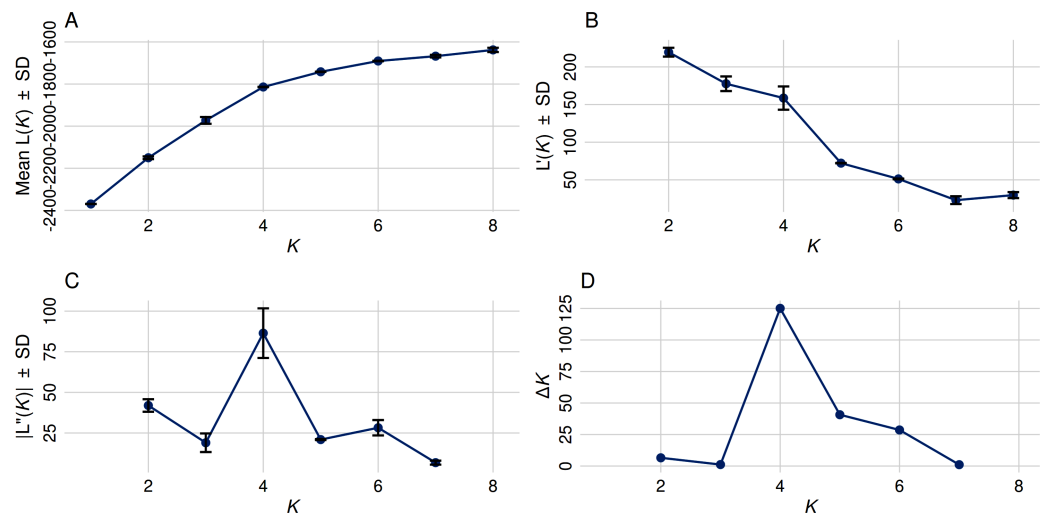 A
Mean L(K) ± SD
-2400-2200-2000-1800-1600
2 4 6 8
K
B
L'(K) ± SD
50 100 150 200
2 4 6 8
K
C
|L"(K)| ± SD
25 50 75 100
2 4 6 8
K
D
ΔK
0 25 50 75 100 125
2 4 6 8
K